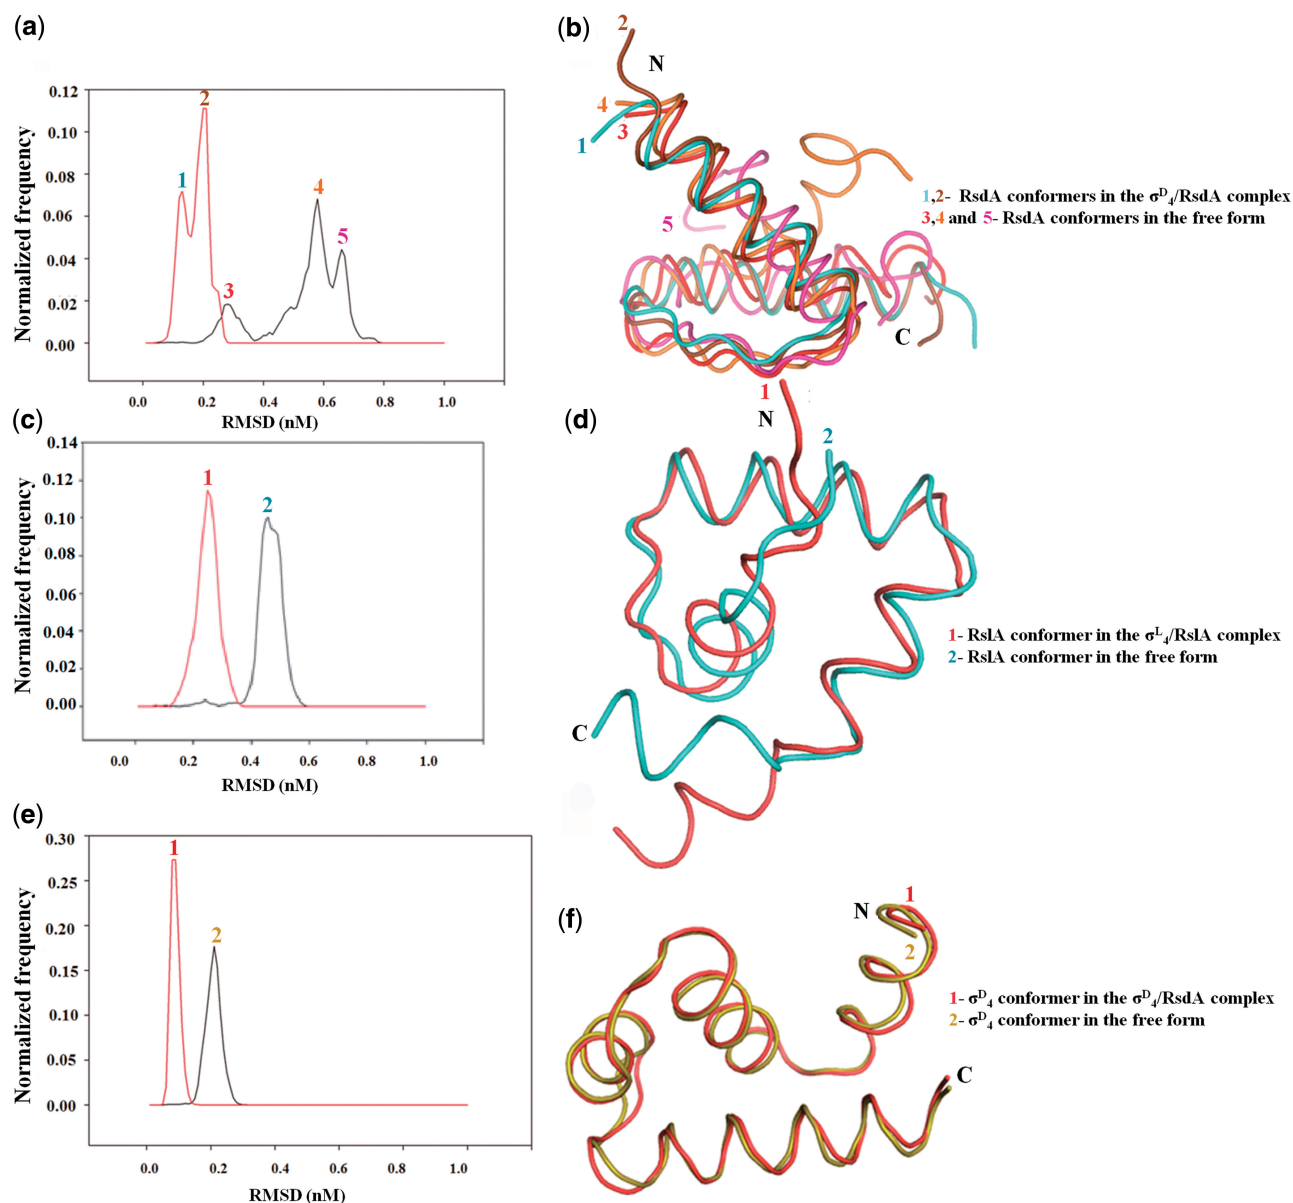 (a)
Normalized frequency
0.12
0.10
0.08
0.06
0.04
0.02
0.00
1
2
3
4
5
0.0 0.2 0.4 0.6 0.8 1.0
RMSD (nM)
(b)
2
N
4
3
1
5
C
1,2- RsdA conformers in the σᴰ₄/RsdA complex
3,4 and 5- RsdA conformers in the free form
(c)
Normalized frequency
0.14
0.12
0.10
0.08
0.06
0.04
0.02
0.00
1
2
0.0 0.2 0.4 0.6 0.8 1.0
RMSD (nM)
(d)
1
N
2
C
1- RslA conformer in the σᴸ₄/RslA complex
2- RslA conformer in the free form
(e)
Normalized frequency
0.30
0.25
0.20
0.15
0.10
0.05
0.00
1
2
0.0 0.2 0.4 0.6 0.8 1.0
RMSD (nM)
(f)
1
N
2
C
1- σᴰ₄ conformer in the σᴰ₄/RsdA complex
2- σᴰ₄ conformer in the free form